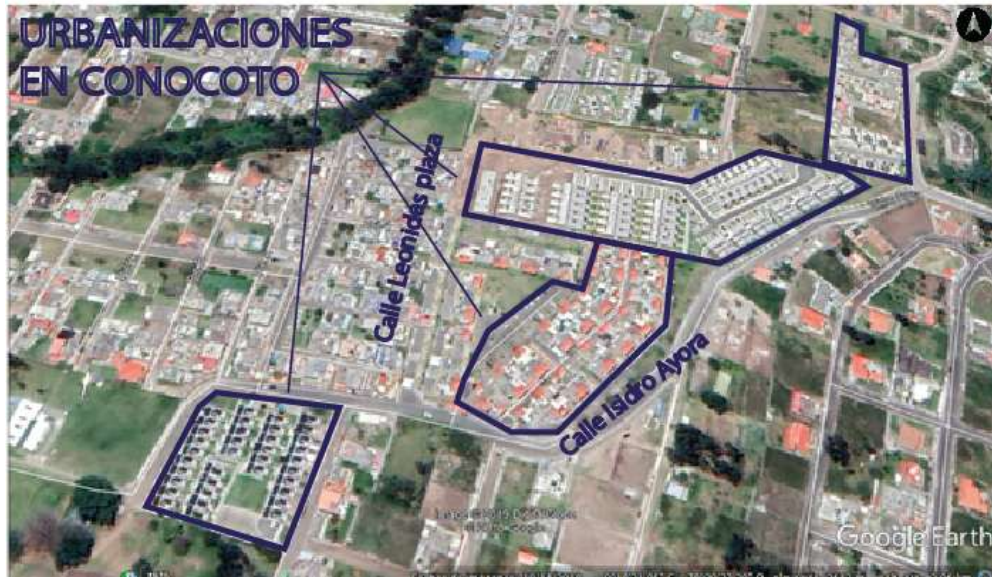 URBANIZACIONES
EN CONOCOTO
Calle Leonidas plaza
Calle Isidro Ayora
Google Earth